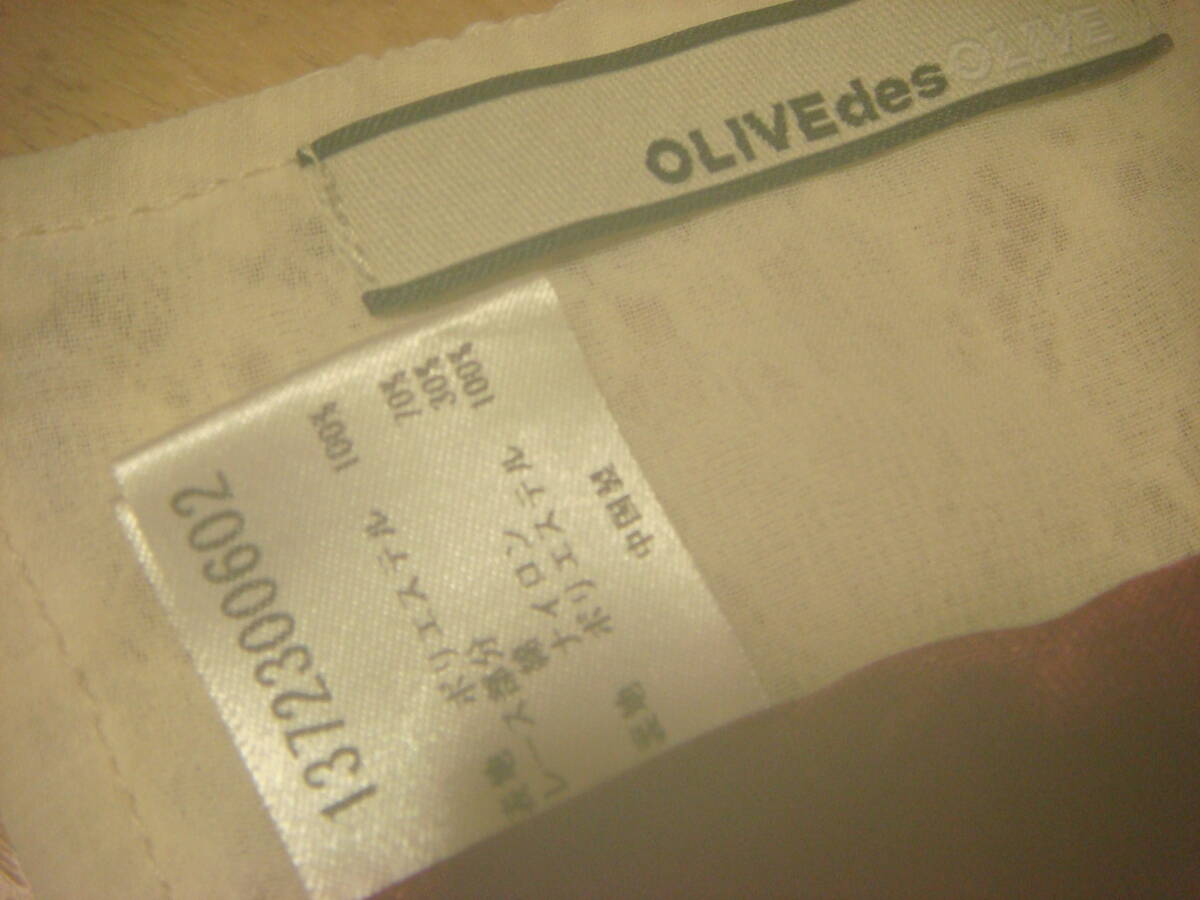 OLIVEdesOLIVE
1372300602
表地 ポリエステル 100%
レース部分
綿 70%
ナイロン 30%
裏地 ポリエステル 100%
中国製